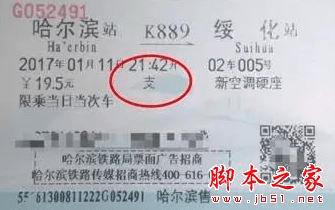 G052491
哈尔滨站 K889 绥化站
Ha'erbin Suihua
2017年01月11日21:42开 02车005号
¥19.5元 支 新空调硬座
限乘当日当次车
哈尔滨铁路局票面广告招商
哈尔滨铁路传媒招商热线400-616-
5561300811222G052491 哈尔滨
脚本之家
www.jb51.net